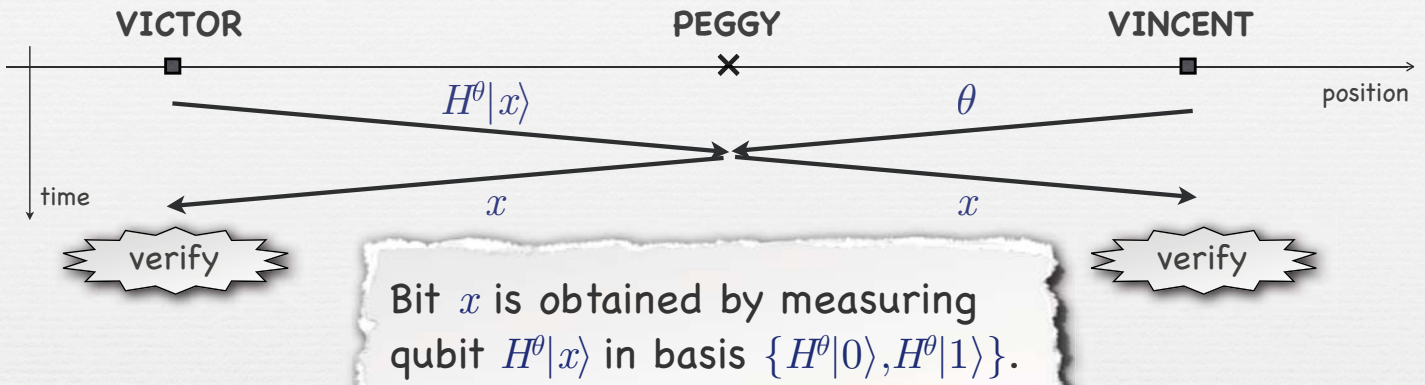 VICTOR PEGGY VINCENT
position
H^θ|x⟩ θ
time
x x
verify verify
Bit x is obtained by measuring
qubit H^θ|x⟩ in basis {H^θ|0⟩,H^θ|1⟩}.